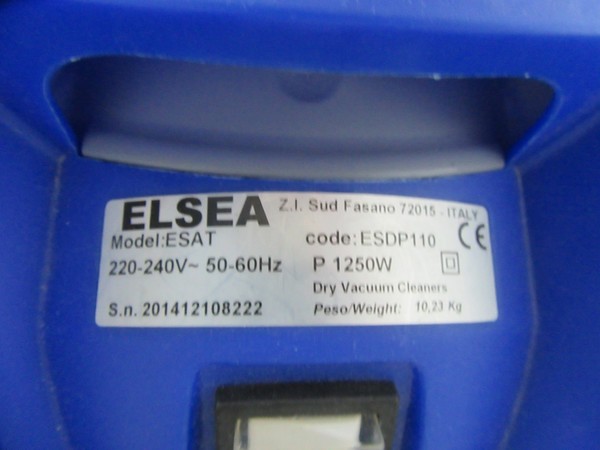 ELSEA Z.I. Sud Fasano 72015 - ITALY
Model:ESAT code: ESDP110 CE
220-240V~ 50-60Hz P 1250W
Dry Vacuum Cleaners
S.n. 201412108222 Peso/Weight: 10,23 Kg